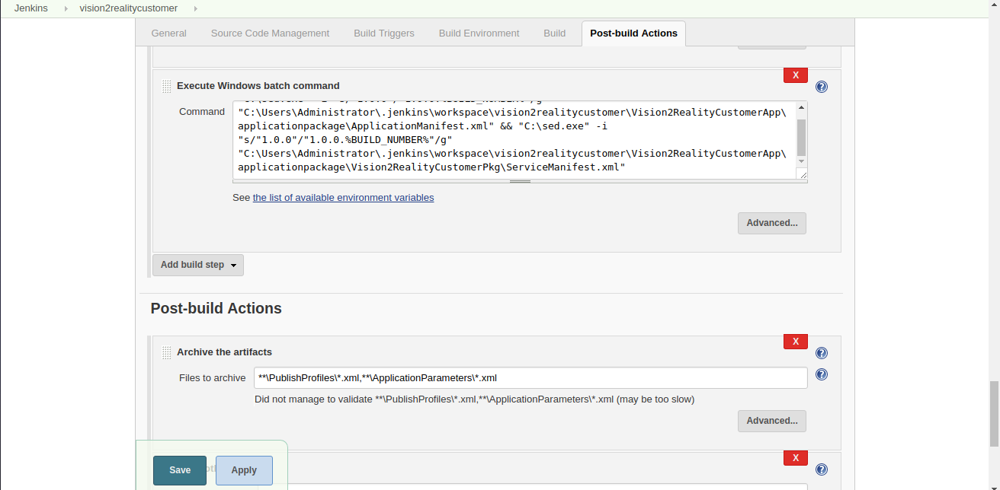 Jenkins vision2realitycustomer
General Source Code Management Build Triggers Build Environment Build Post-build Actions
X
Execute Windows batch command
Command
"C:\Users\Administrator\.jenkins\workspace\vision2realitycustomer\Vision2RealityCustomerApp\
applicationpackage\ApplicationManifest.xml" && "C:\sed.exe" -i
"s/"1.0.0"/"1.0.0.%BUILD_NUMBER%"/g"
"C:\Users\Administrator\.jenkins\workspace\vision2realitycustomer\Vision2RealityCustomerApp\
applicationpackage\Vision2RealityCustomerPkg\ServiceManifest.xml"
See the list of available environment variables
Advanced...
Add build step
Post-build Actions
X
Archive the artifacts
Files to archive **\PublishProfiles\*.xml,**\ApplicationParameters\*.xml
Did not manage to validate **\PublishProfiles\*.xml,**\ApplicationParameters\*.xml (may be too slow)
Advanced...
X
Save Apply